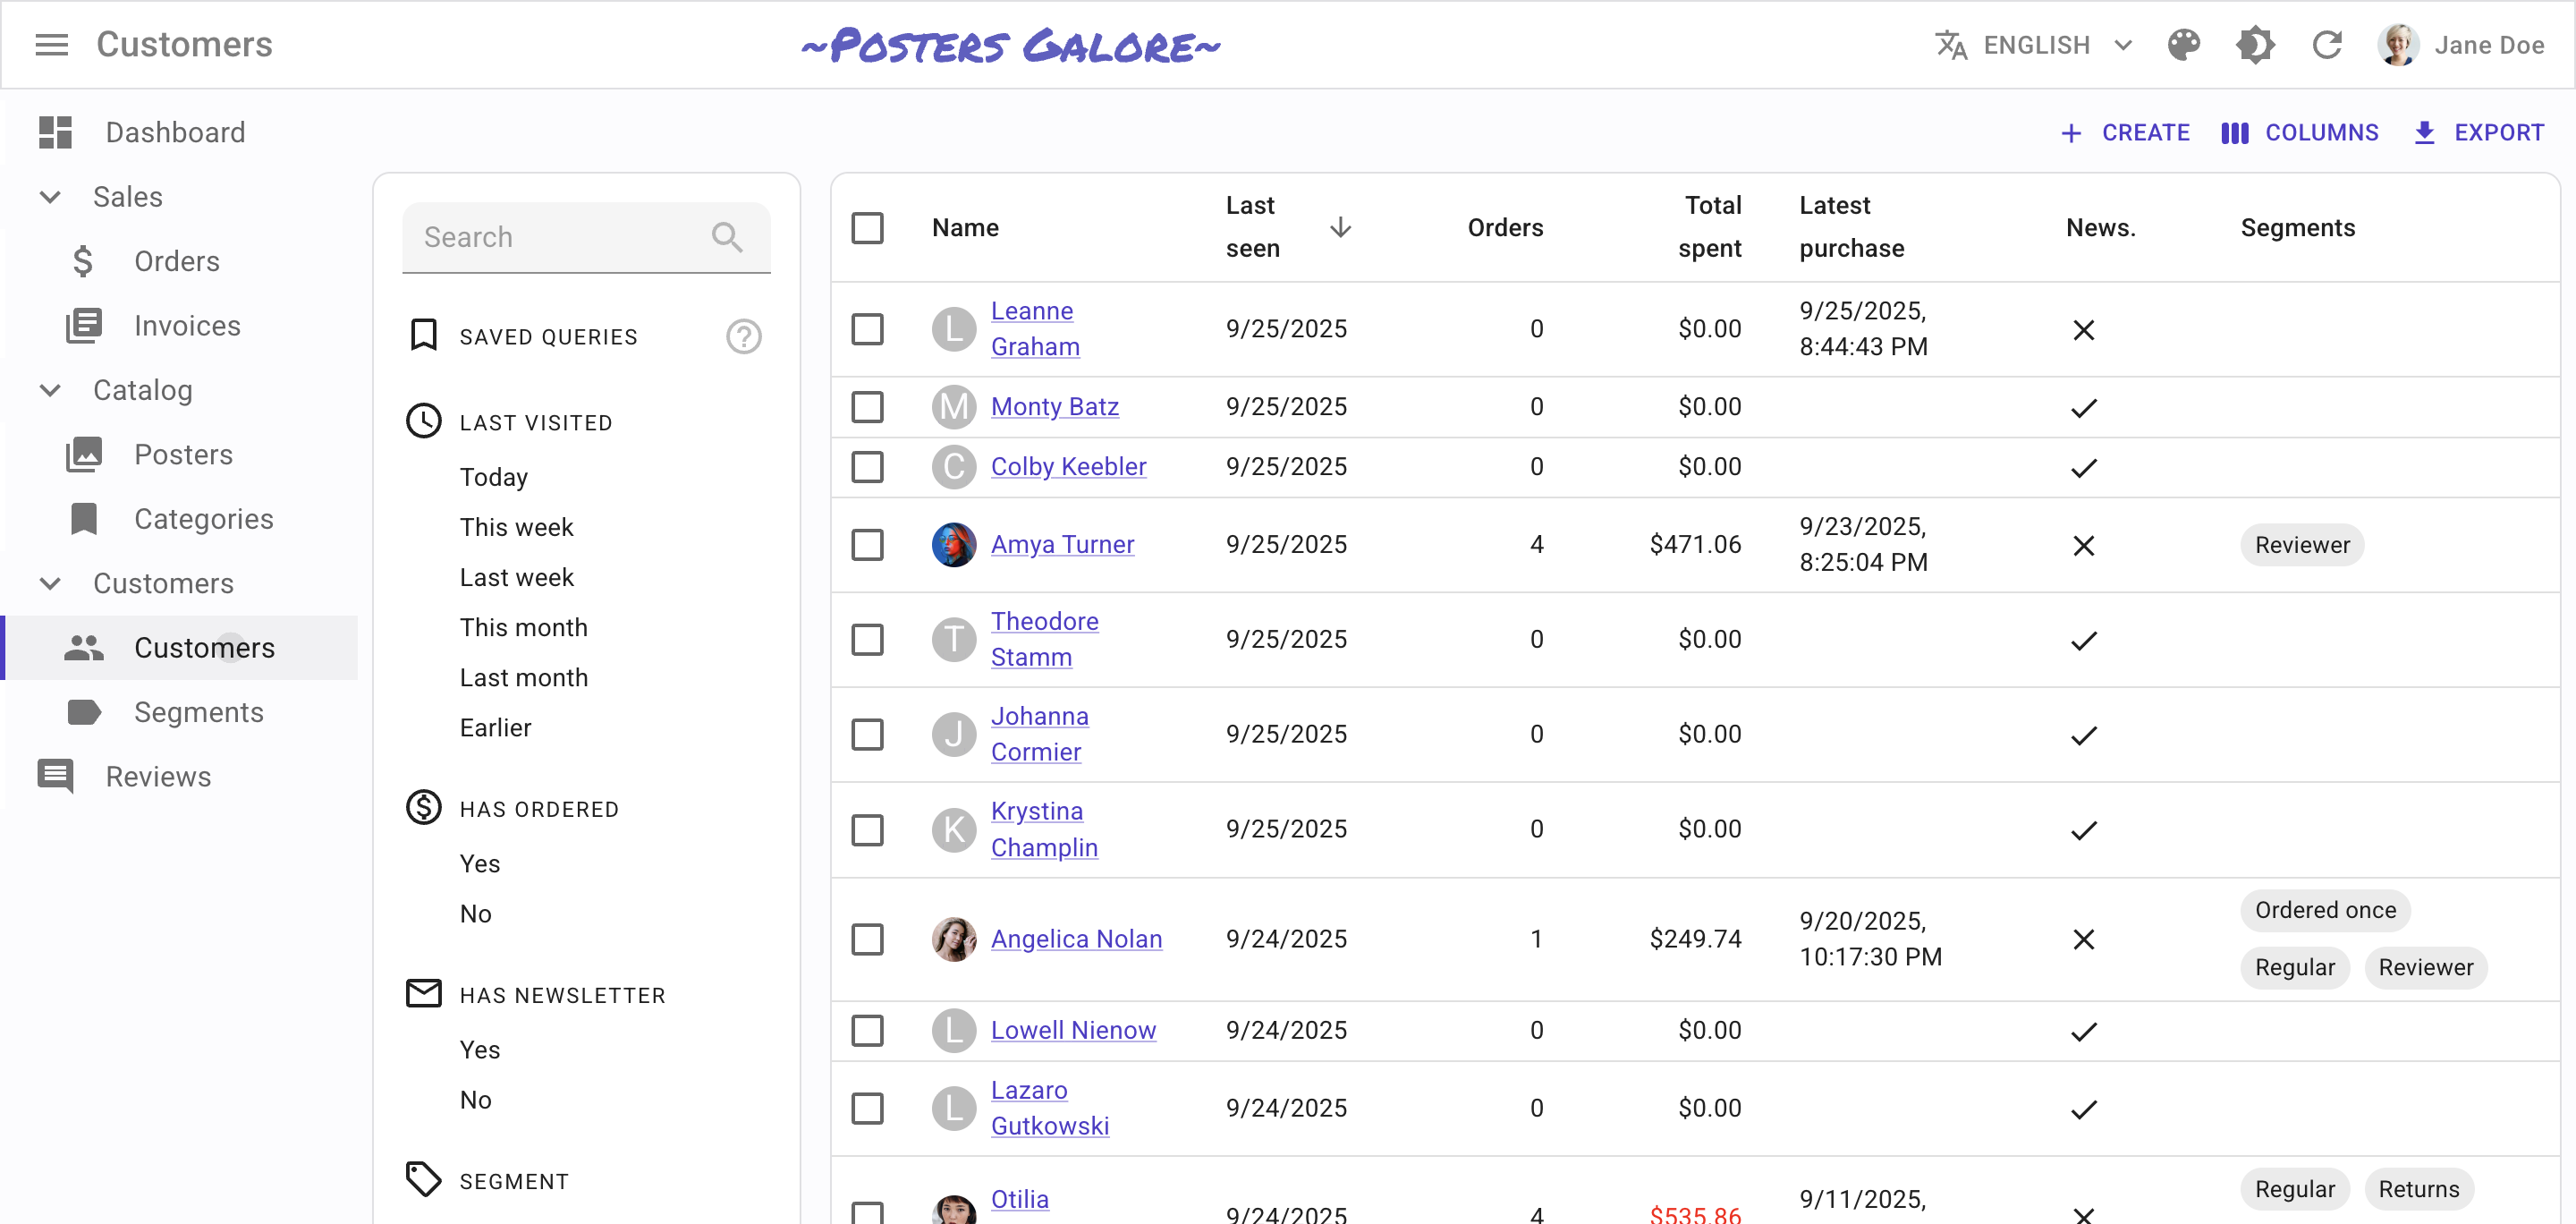 Customers
~Posters Galore~
ENGLISH
Jane Doe
Dashboard
Sales
Orders
Invoices
Catalog
Posters
Categories
Customers
Customers
Segments
Reviews
CREATE
COLUMNS
EXPORT
Search
SAVED QUERIES
?
LAST VISITED
Today
This week
Last week
This month
Last month
Earlier
HAS ORDERED
Yes
No
HAS NEWSLETTER
Yes
No
SEGMENT
Name
Last
seen
Orders
Total
spent
Latest
purchase
News.
Segments
L
Leanne
Graham
9/25/2025
0
$0.00
9/25/2025,
8:44:43 PM
M
Monty Batz
9/25/2025
0
$0.00
C
Colby Keebler
9/25/2025
0
$0.00
Amya Turner
9/25/2025
4
$471.06
9/23/2025,
8:25:04 PM
Reviewer
T
Theodore
Stamm
9/25/2025
0
$0.00
J
Johanna
Cormier
9/25/2025
0
$0.00
K
Krystina
Champlin
9/25/2025
0
$0.00
Angelica Nolan
9/24/2025
1
$249.74
9/20/2025,
10:17:30 PM
Ordered once
Regular
Reviewer
L
Lowell Nienow
9/24/2025
0
$0.00
L
Lazaro
Gutkowski
9/24/2025
0
$0.00
Otilia
9/24/2025
4
$535.86
9/11/2025,
Regular
Returns